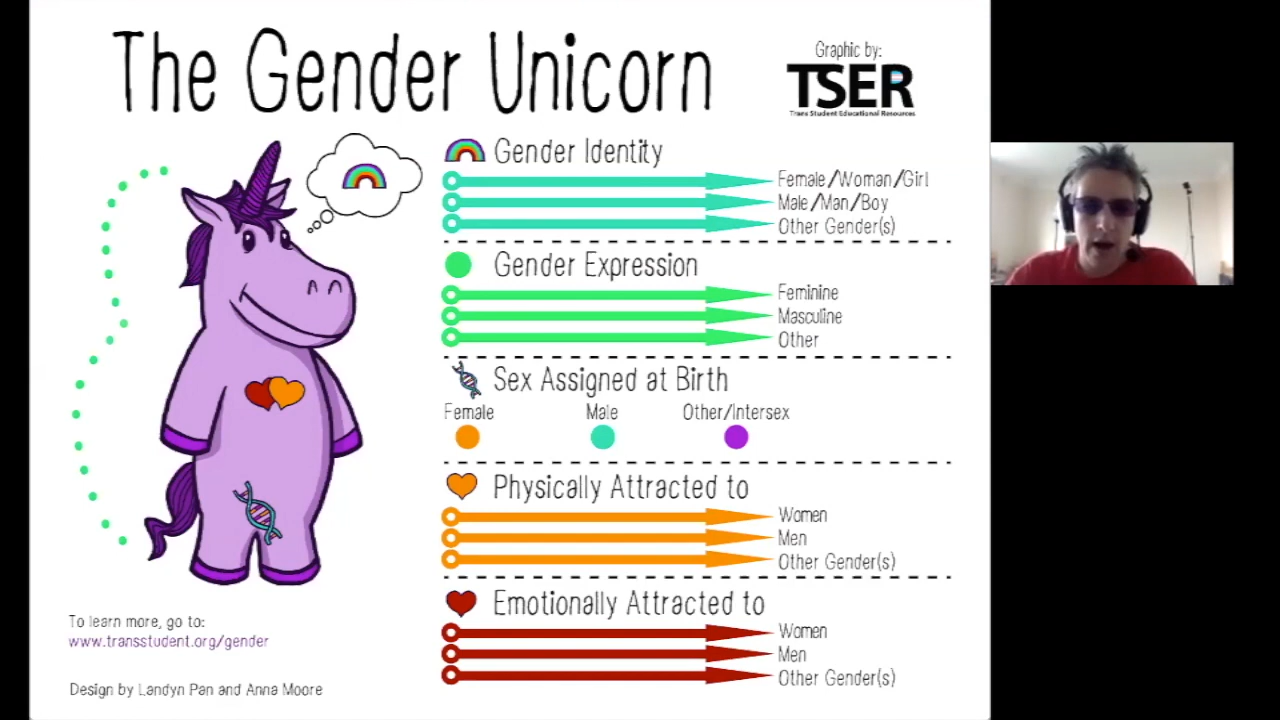 The Gender Unicorn
Graphic by:
TSER
Trans Student Educational Resources
Gender Identity
Female/Woman/Girl
Male/Man/Boy
Other Gender(s)
Gender Expression
Feminine
Masculine
Other
Sex Assigned at Birth
Female Male Other/Intersex
Physically Attracted to
Women
Men
Other Gender(s)
Emotionally Attracted to
Women
Men
Other Gender(s)
To learn more, go to:
www.transstudent.org/gender
Design by Landyn Pan and Anna Moore